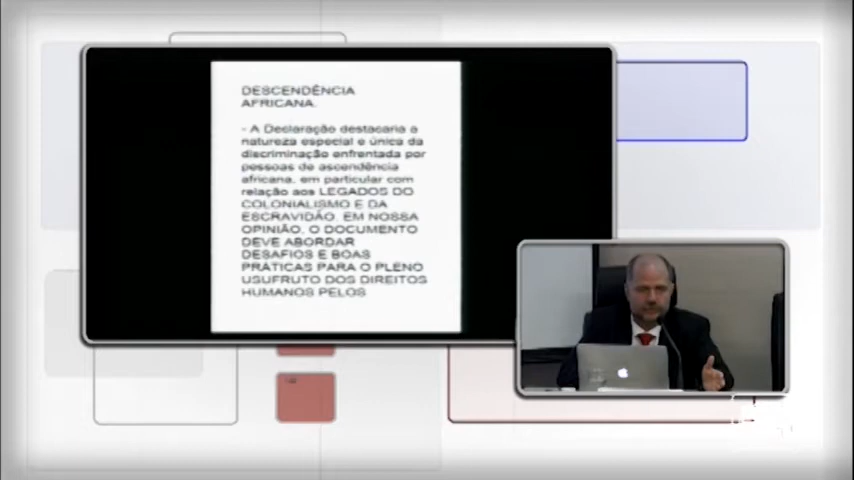 DESCENDÊNCIA
AFRICANA.
- A Declaração destacaria a
natureza especial e única da
discriminação enfrentada por
pessoas de ascendência
africana, em particular com
relação aos LEGADOS DO
COLONIALISMO E DA
ESCRAVIDÃO. EM NOSSA
OPINIÃO, O DOCUMENTO
DEVE ABORDAR
DESAFIOS E BOAS
PRÁTICAS PARA O PLENO
USUFRUTO DOS DIREITOS
HUMANOS PELOS